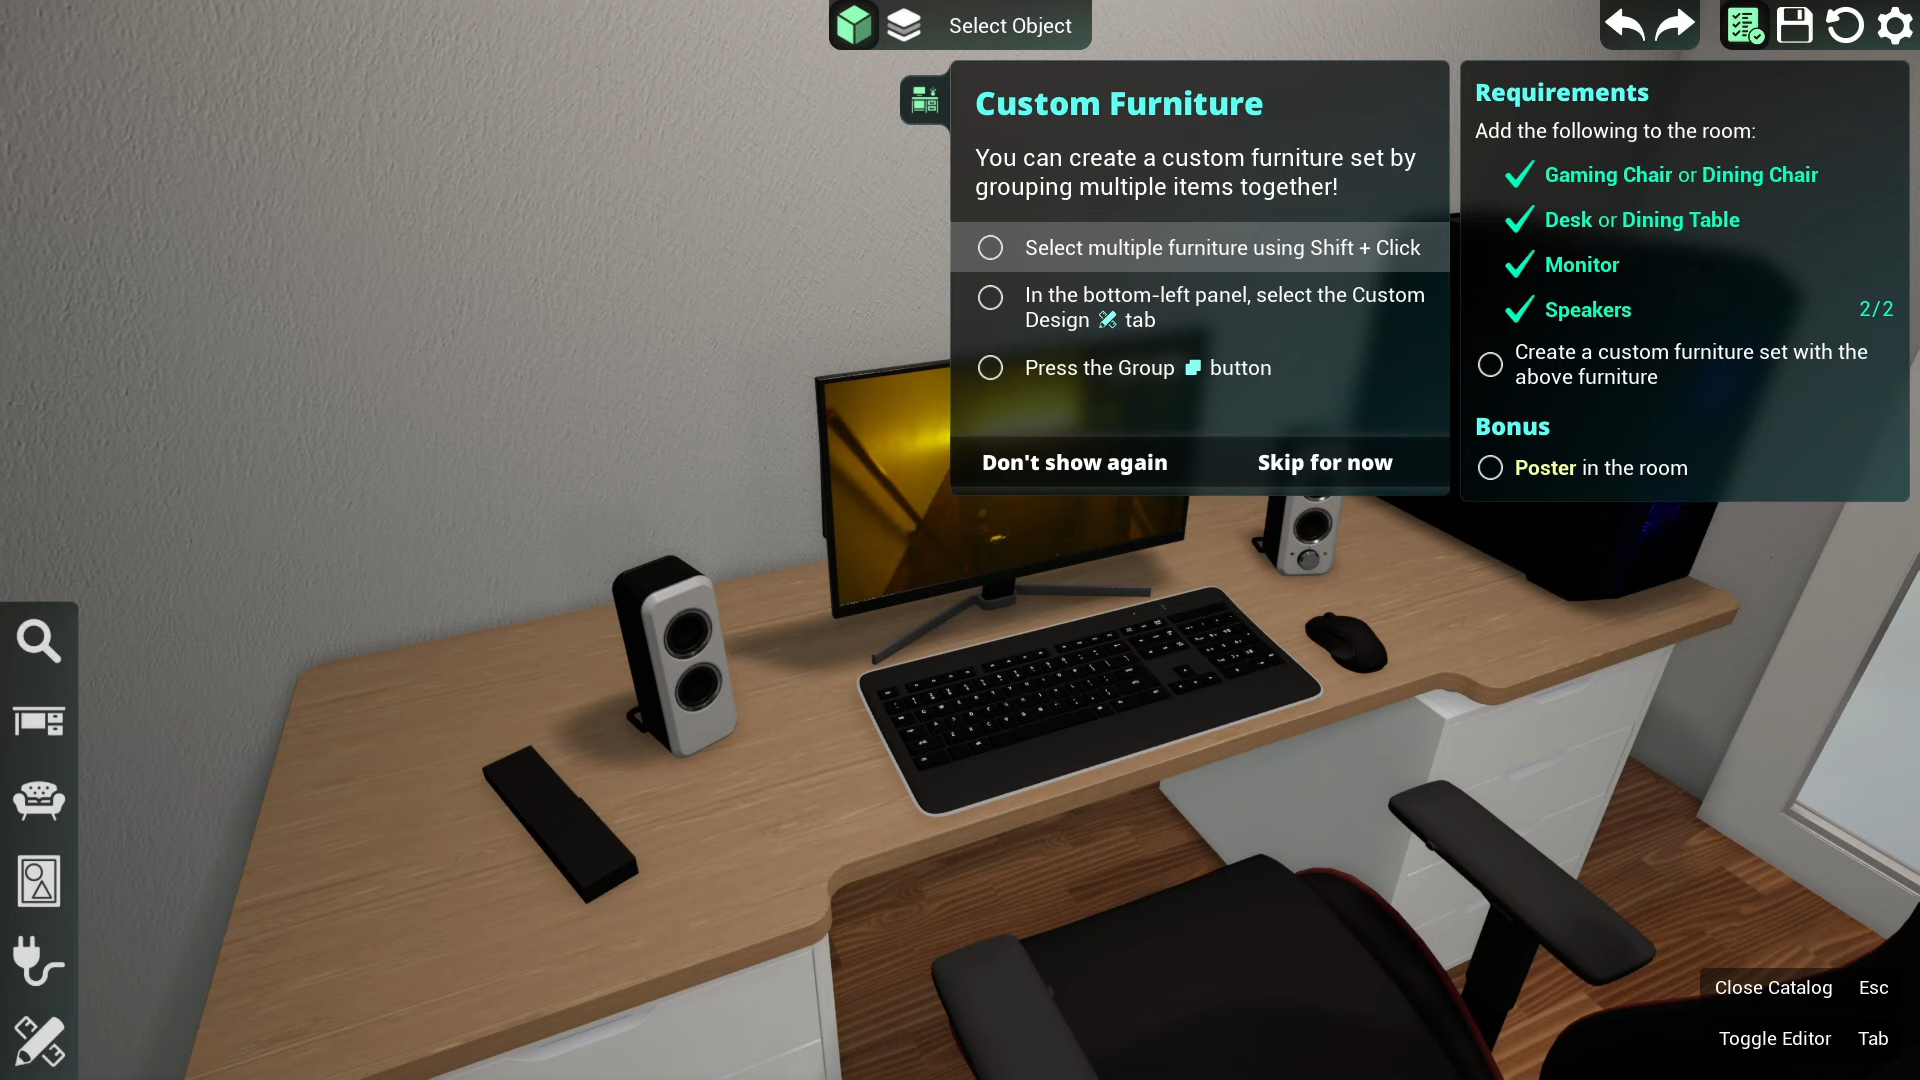 Select Object
Custom Furniture
You can create a custom furniture set by
grouping multiple items together!
Select multiple furniture using Shift + Click
In the bottom-left panel, select the Custom
Design tab
Press the Group button
Don't show again
Skip for now
Requirements
Add the following to the room:
Gaming Chair or Dining Chair
Desk or Dining Table
Monitor
Speakers 2/2
Create a custom furniture set with the
above furniture
Bonus
Poster in the room
Close Catalog Esc
Toggle Editor Tab